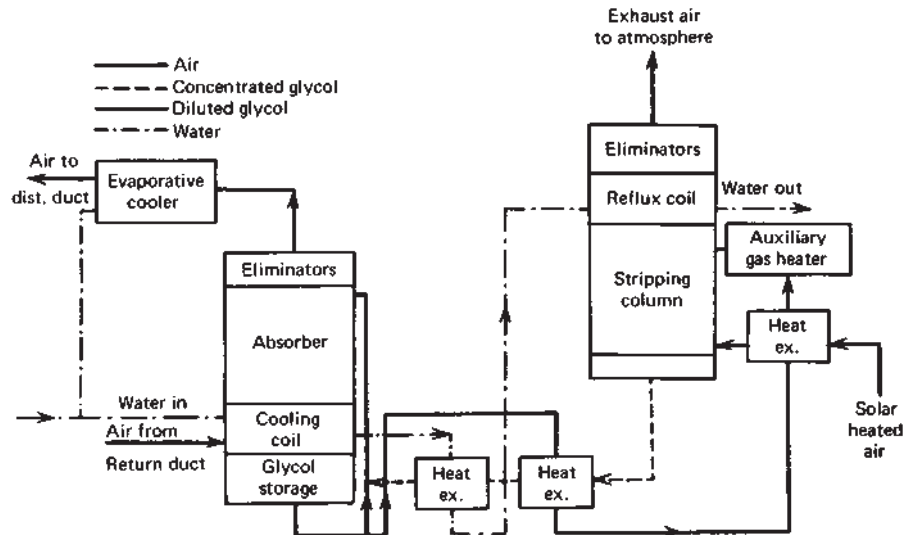 Exhaust air
to atmosphere
Air
Concentrated glycol
Diluted glycol
Water
Air to
dist. duct
Evaporative
cooler
Eliminators
Reflux coil
Water out
Stripping
column
Auxiliary
gas heater
Heat
ex.
Solar
heated
air
Eliminators
Absorber
Water in
Cooling
coil
Air from
Return duct
Glycol
storage
Heat
ex.
Heat
ex.